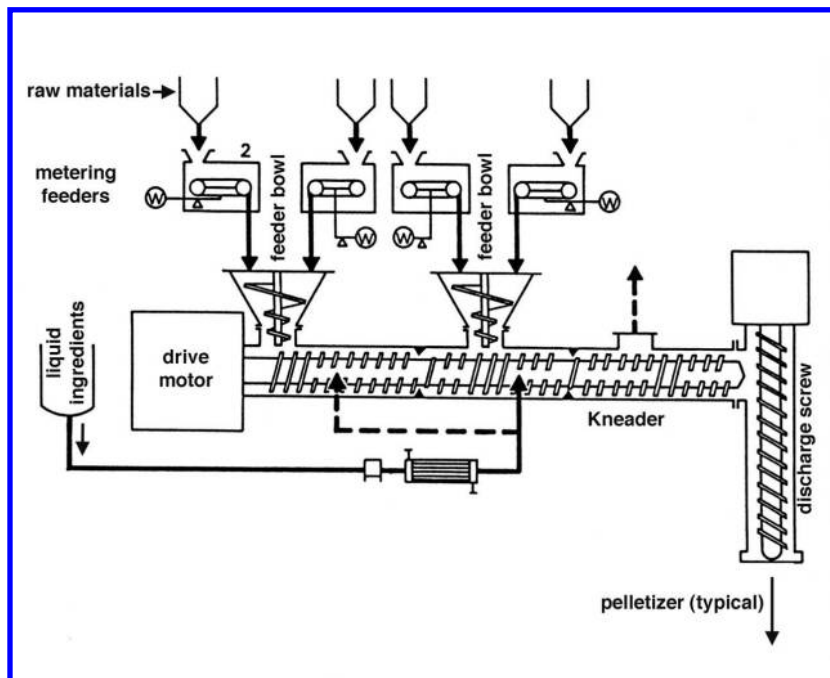 raw materials
2
metering
feeders
W
feeder bowl
W
W
feeder bowl
W
liquid
ingredients
drive
motor
Kneader
discharge screw
pelletizer (typical)